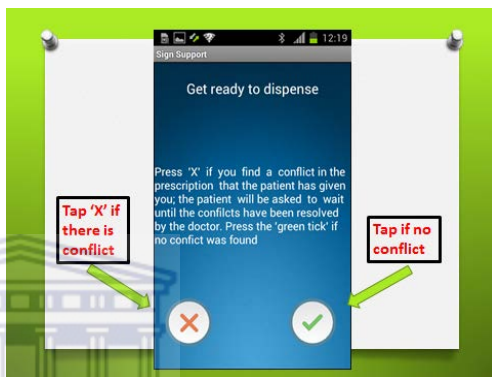 12:19
Sign Support
Get ready to dispense
Press 'X' if you find a conflict in the
prescription that the patient has given
you; the patient will be asked to wait
until the confilcts have been resolved
by the doctor. Press the 'green tick' if
no confict was found
Tap 'X' if
there is
conflict
Tap if no
conflict